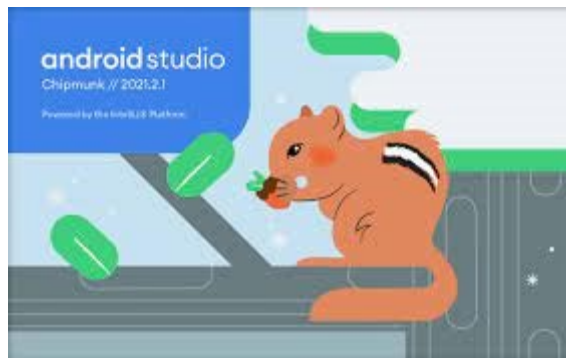 android studio
Chipmunk // 2021.2.1
Powered by the IntelliJ® Platform